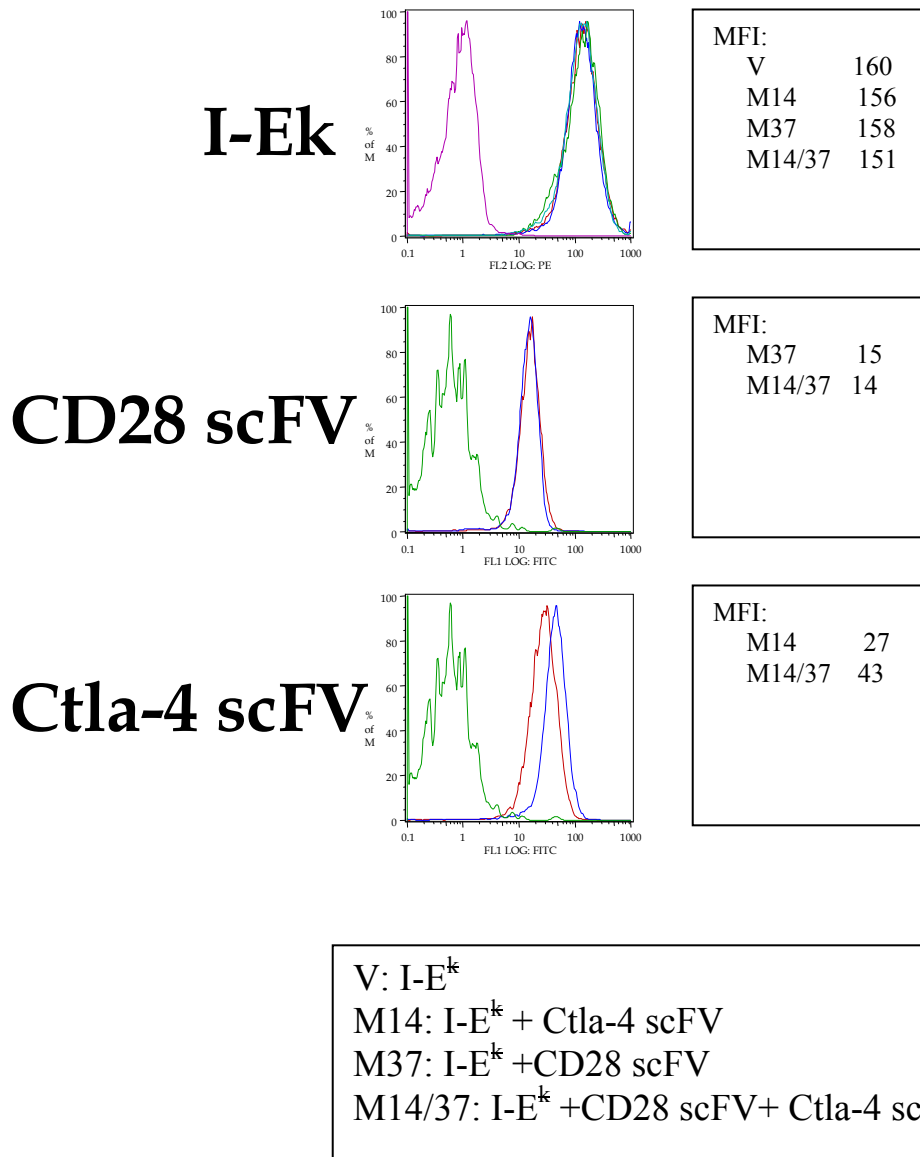 I-Ek
100
80
60
40
20
0
%
of
M
0.1 1 10 100 1000
FL2 LOG: PE
MFI:
V 160
M14 156
M37 158
M14/37 151
CD28 scFV
100
80
60
40
20
0
%
of
M
0.1 1 10 100 1000
FL1 LOG: FITC
MFI:
M37 15
M14/37 14
Ctla-4 scFV
100
80
60
40
20
0
%
of
M
0.1 1 10 100 1000
FL1 LOG: FITC
MFI:
M14 27
M14/37 43
V: I-E^k
M14: I-E^k + Ctla-4 scFV
M37: I-E^k +CD28 scFV
M14/37: I-E^k +CD28 scFV+ Ctla-4 sc